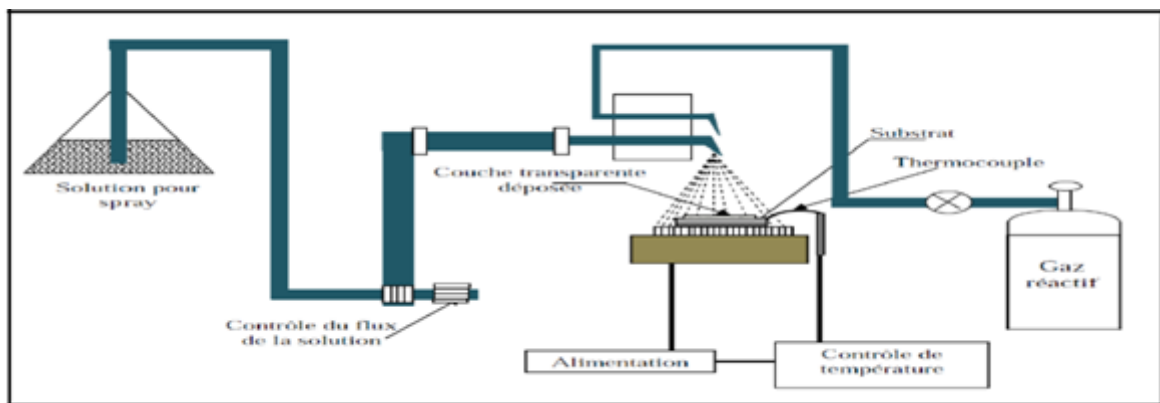 Solution pour
spray
Contrôle du flux
de la solution
Couche transparente
déposée
Substrat
Thermocouple
Gaz
réactif
Alimentation
Contrôle de
température